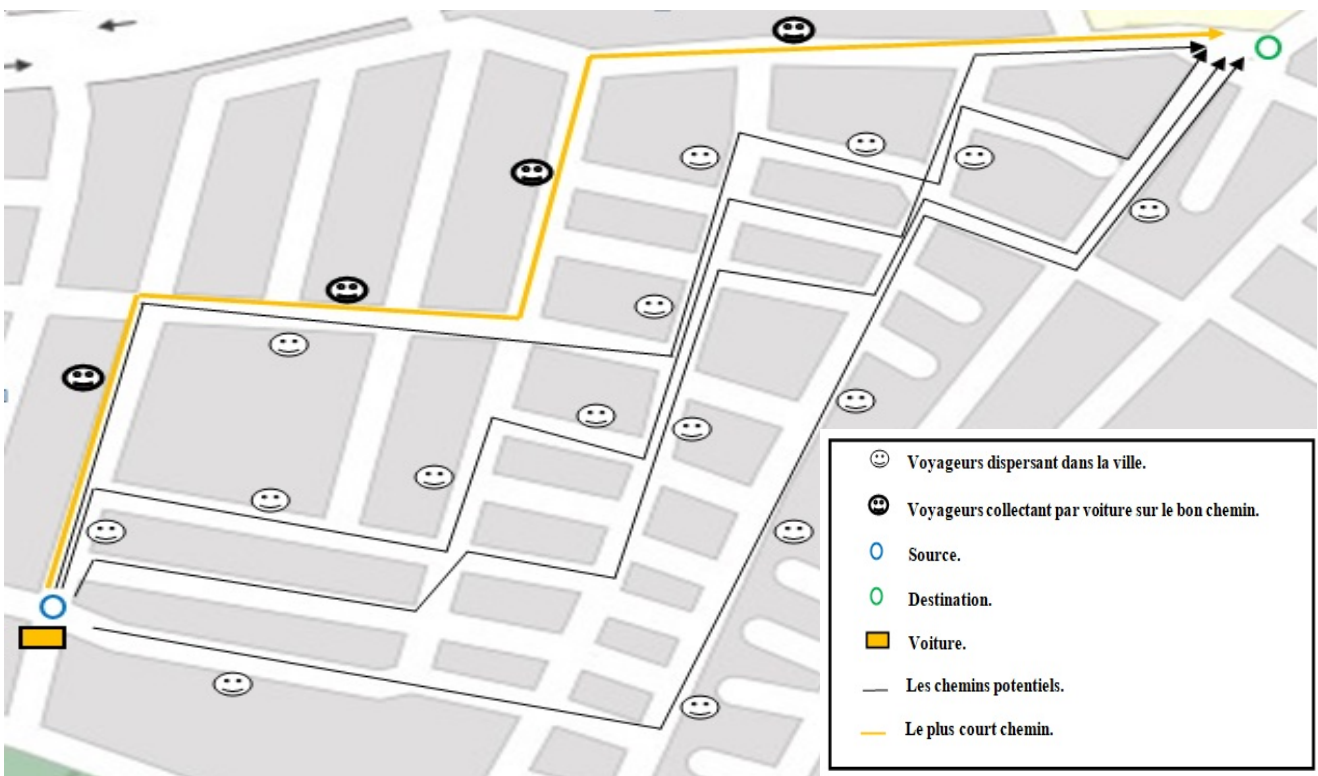 Voyageurs dispersant dans la ville.
Voyageurs collectant par voiture sur le bon chemin.
Source.
Destination.
Voiture.
Les chemins potentiels.
Le plus court chemin.